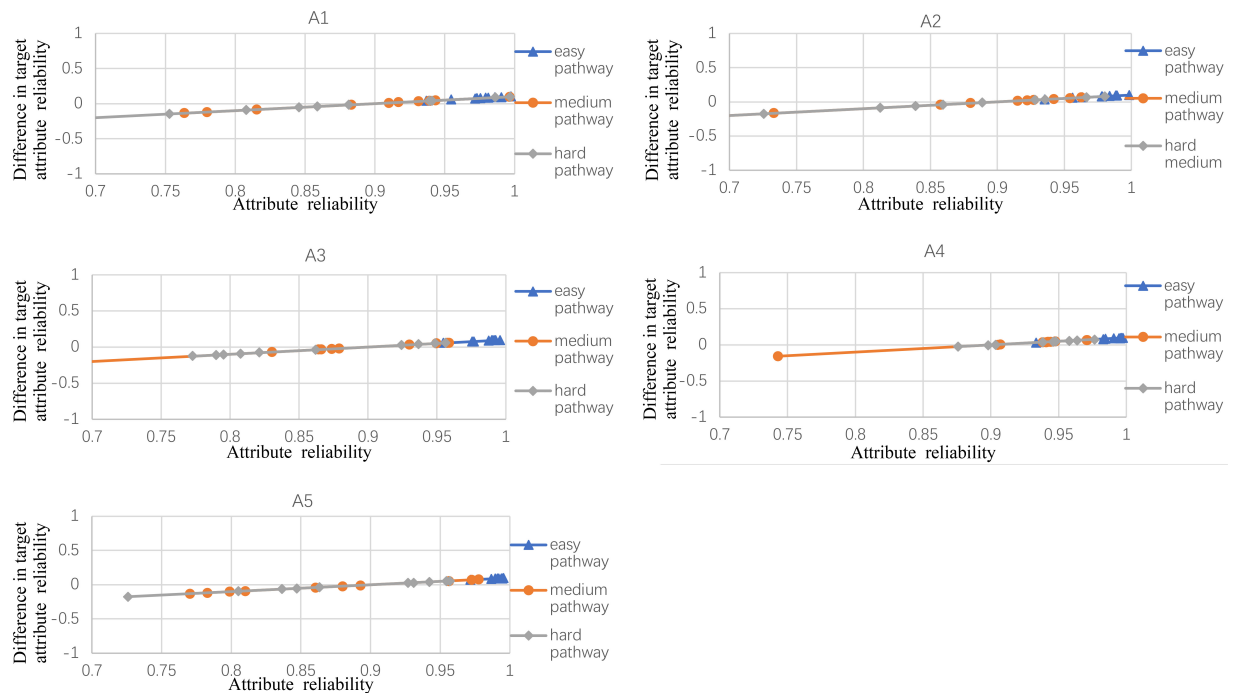 A1
Difference in target
attribute reliability
1
0.5
0
-0.5
-1
0.7
0.75
0.8
0.85
0.9
0.95
1
Attribute reliability
easy
pathway
medium
pathway
hard
pathway
A2
Difference in target
attribute reliability
1
0.5
0
-0.5
-1
0.7
0.75
0.8
0.85
0.9
0.95
1
Attribute reliability
easy
pathway
medium
pathway
hard
medium
A3
Difference in target
attribute reliability
1
0.5
0
-0.5
-1
0.7
0.75
0.8
0.85
0.9
0.95
1
Attribute reliability
easy
pathway
medium
pathway
hard
pathway
A4
Difference in target
attribute reliability
1
0.5
0
-0.5
-1
0.7
0.75
0.8
0.85
0.9
0.95
1
Attribute reliability
easy
pathway
medium
pathway
hard
pathway
A5
Difference in target
attribute reliability
1
0.5
0
-0.5
-1
0.7
0.75
0.8
0.85
0.9
0.95
1
Attribute reliability
easy
pathway
medium
pathway
hard
pathway